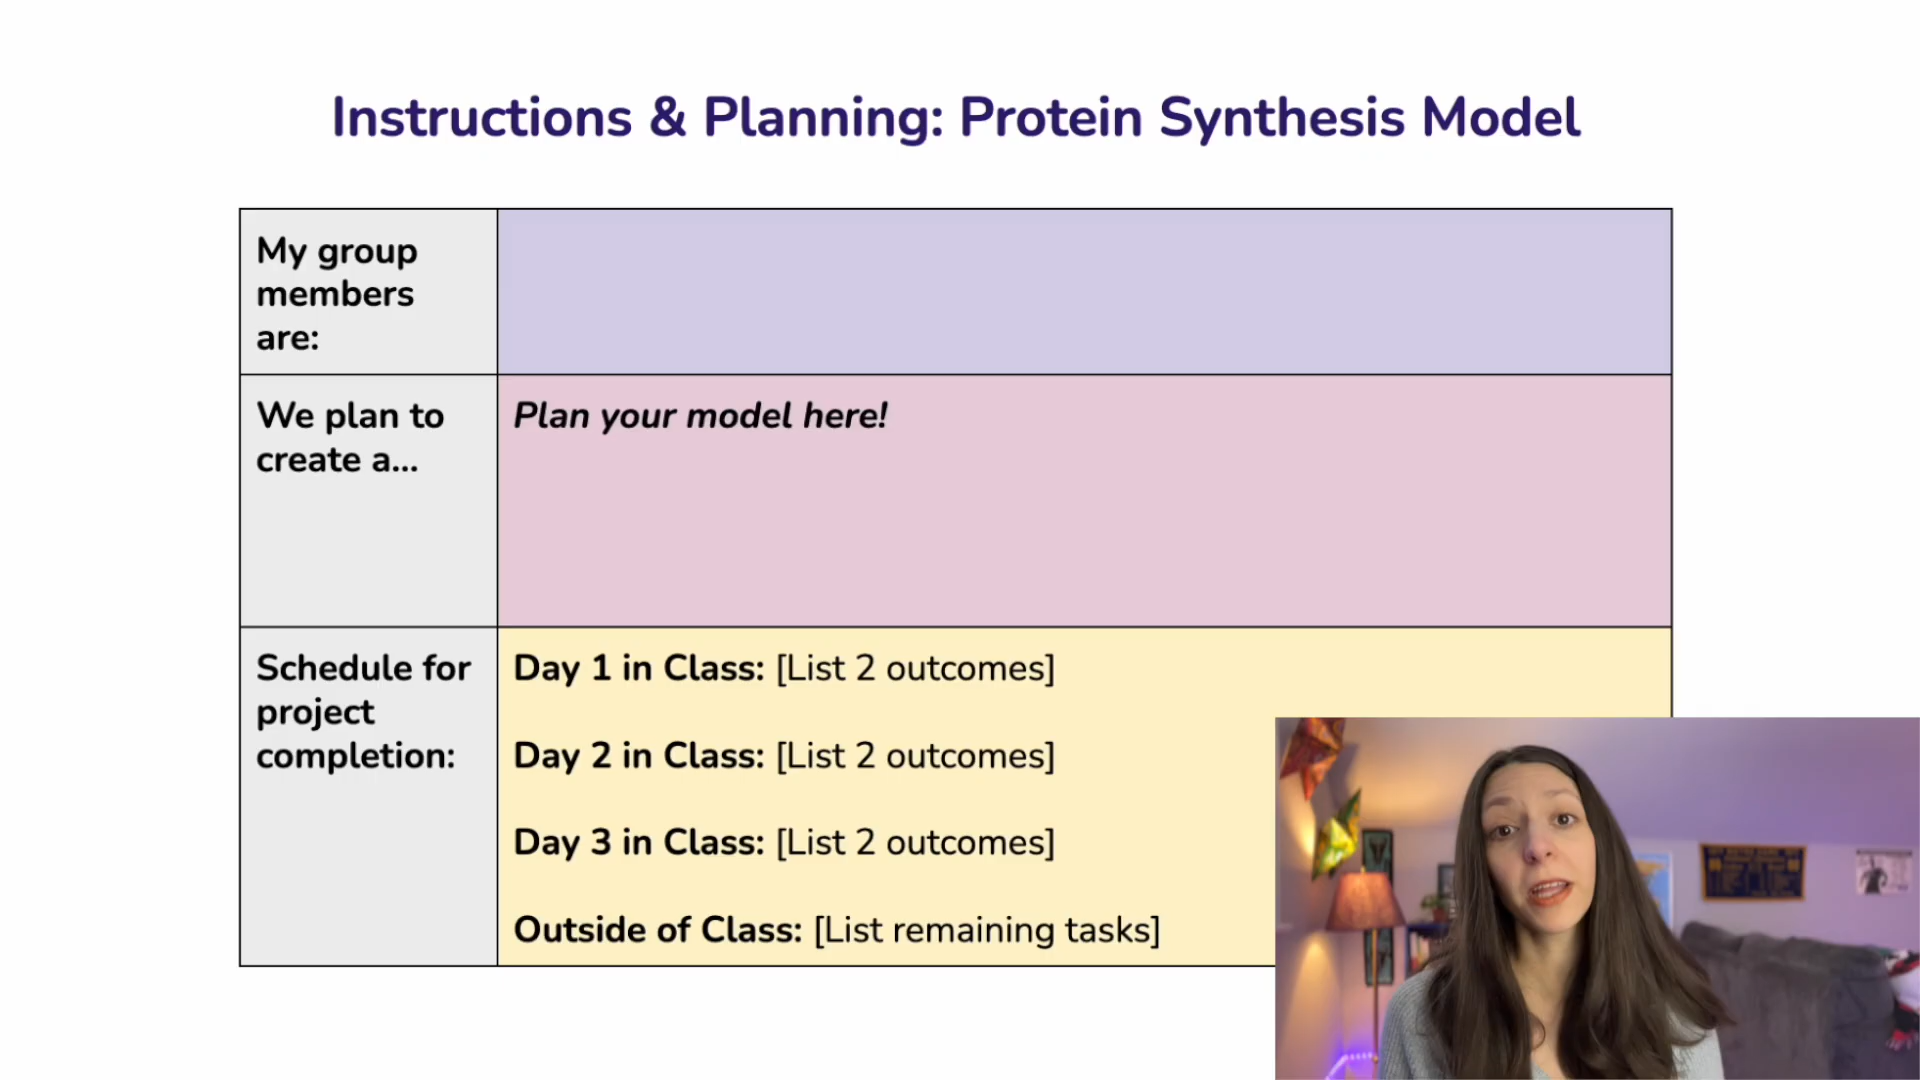 Instructions & Planning: Protein Synthesis Model
My group
members
are:
We plan to
create a...
Plan your model here!
Schedule for
project
completion:
Day 1 in Class: [List 2 outcomes]
Day 2 in Class: [List 2 outcomes]
Day 3 in Class: [List 2 outcomes]
Outside of Class: [List remaining tasks]